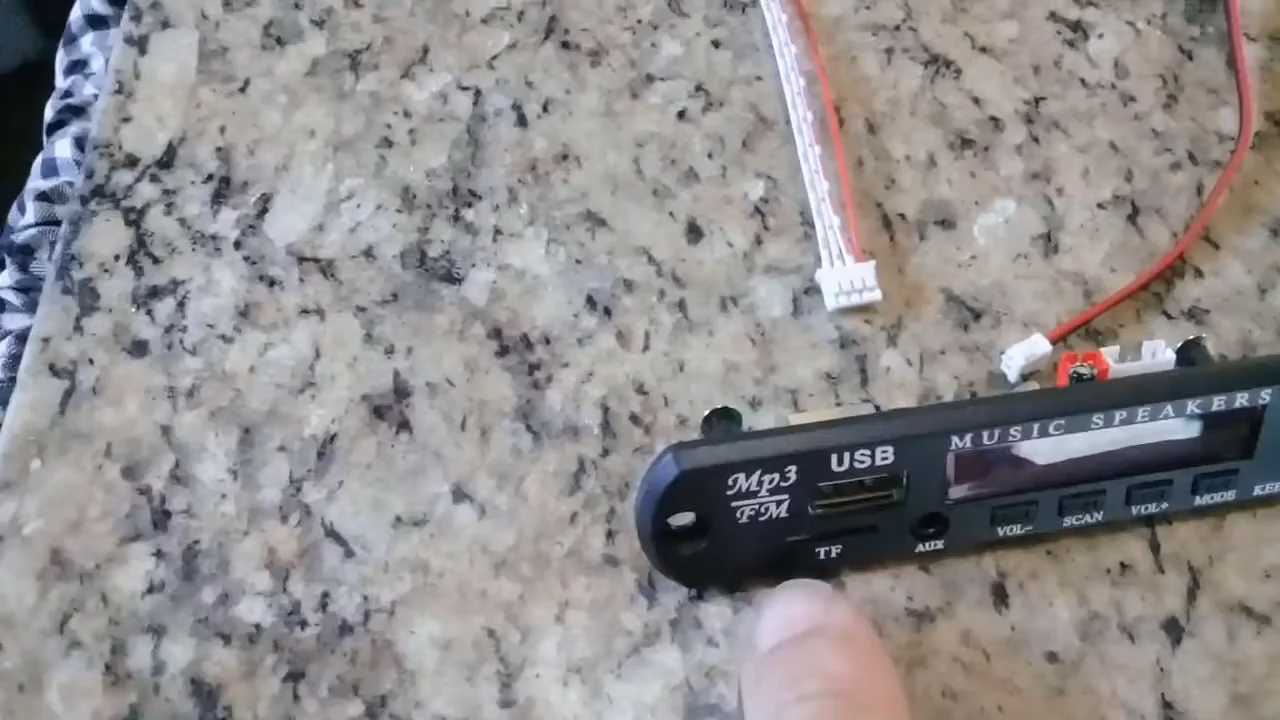 MUSIC SPEAKERS
Mp3
FM
USB
TF
AUX
VOL-
SCAN
VOL+
MODE